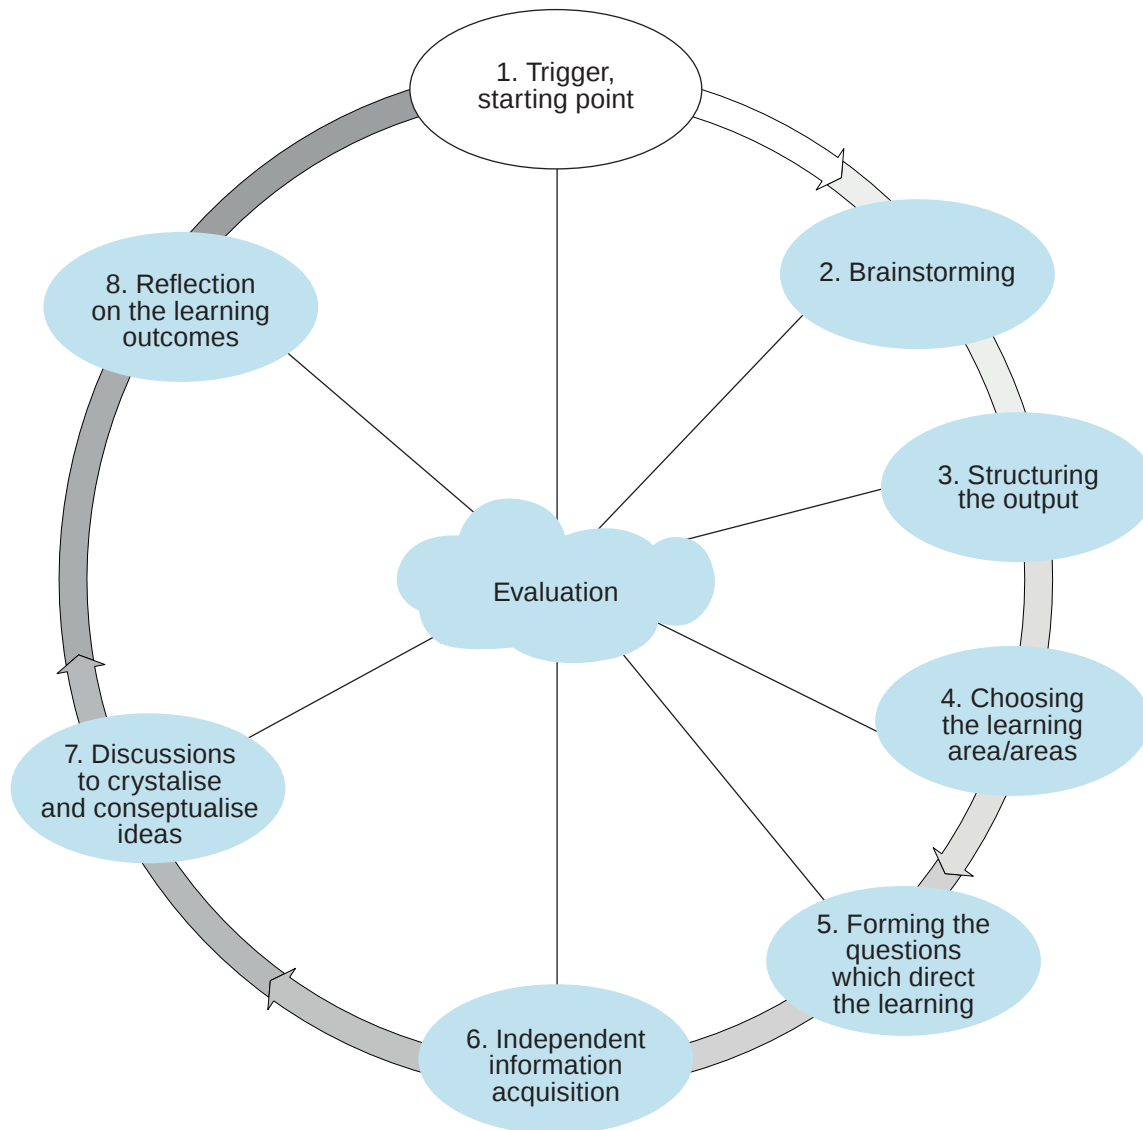 1. Trigger,
starting point
2. Brainstorming
3. Structuring
the output
4. Choosing
the learning
area/areas
5. Forming the
questions
which direct
the learning
6. Independent
information
acquisition
7. Discussions
to crystalise
and conseptualise
ideas
8. Reflection
on the learning
outcomes
Evaluation